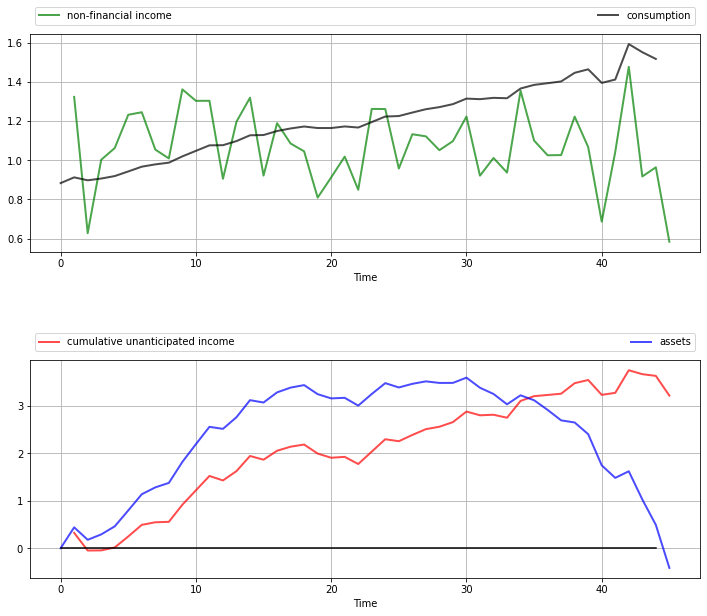 non-financial income consumption
1.6
1.4
1.2
1.0
0.8
0.6
0 10 20 30 40
Time
cumulative unanticipated income assets
3
2
1
0
0 10 20 30 40
Time